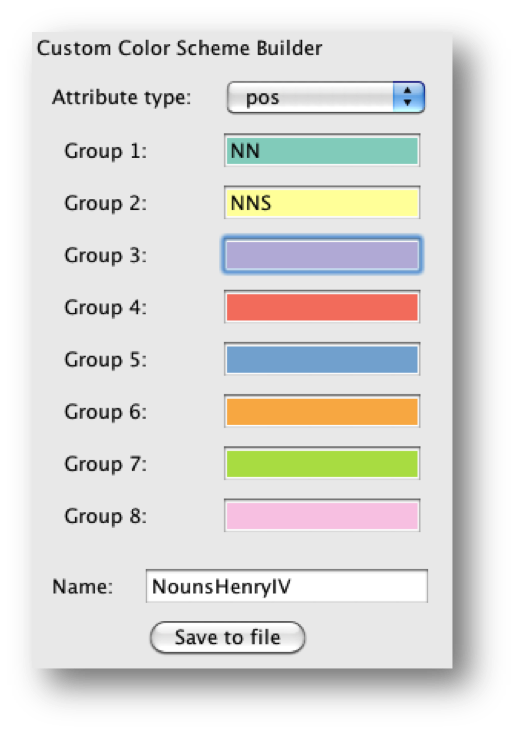 Custom Color Scheme Builder
Attribute type: pos
Group 1: NN
Group 2: NNS
Group 3:
Group 4:
Group 5:
Group 6:
Group 7:
Group 8:
Name: NounsHenryIV
Save to file